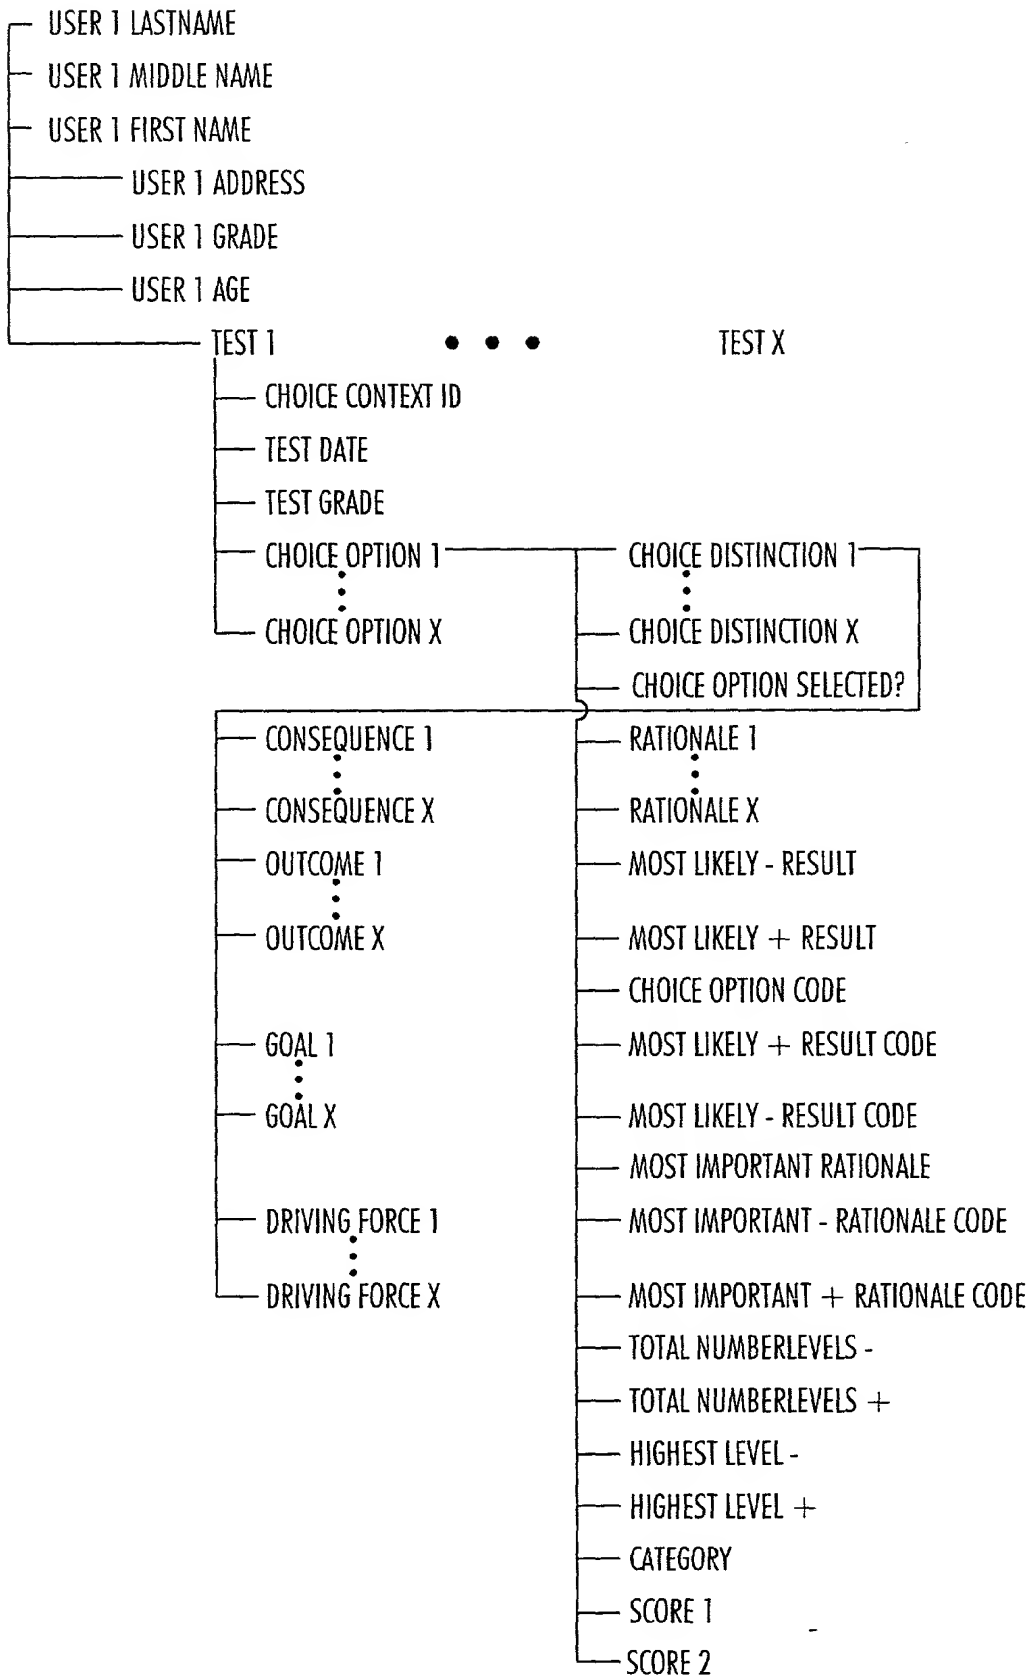 USER 1 LASTNAME
USER 1 MIDDLE NAME
USER 1 FIRST NAME
USER 1 ADDRESS
USER 1 GRADE
USER 1 AGE
TEST 1 • • • TEST X
CHOICE CONTEXT ID
TEST DATE
TEST GRADE
CHOICE OPTION 1
CHOICE OPTION X
CHOICE DISTINCTION 1
CHOICE DISTINCTION X
CHOICE OPTION SELECTED?
CONSEQUENCE 1
CONSEQUENCE X
OUTCOME 1
OUTCOME X
GOAL 1
GOAL X
DRIVING FORCE 1
DRIVING FORCE X
RATIONALE 1
RATIONALE X
MOST LIKELY - RESULT
MOST LIKELY + RESULT
CHOICE OPTION CODE
MOST LIKELY + RESULT CODE
MOST LIKELY - RESULT CODE
MOST IMPORTANT RATIONALE
MOST IMPORTANT - RATIONALE CODE
MOST IMPORTANT + RATIONALE CODE
TOTAL NUMBERLEVELS -
TOTAL NUMBERLEVELS +
HIGHEST LEVEL -
HIGHEST LEVEL +
CATEGORY
SCORE 1
SCORE 2